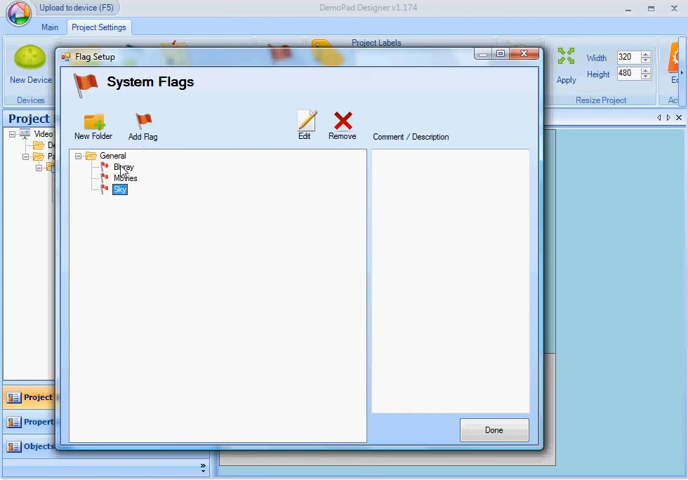 Upload to device (F5)
DemoPad Designer v1.174
Main
Project Settings
New Device
Devices
Project Labels
Apply
Width 320
Height 480
Resize Project
Flag Setup
System Flags
New Folder
Add Flag
Edit
Remove
Comment / Description
General
Movies
Sky
Done
Project
Video
Project
Objects